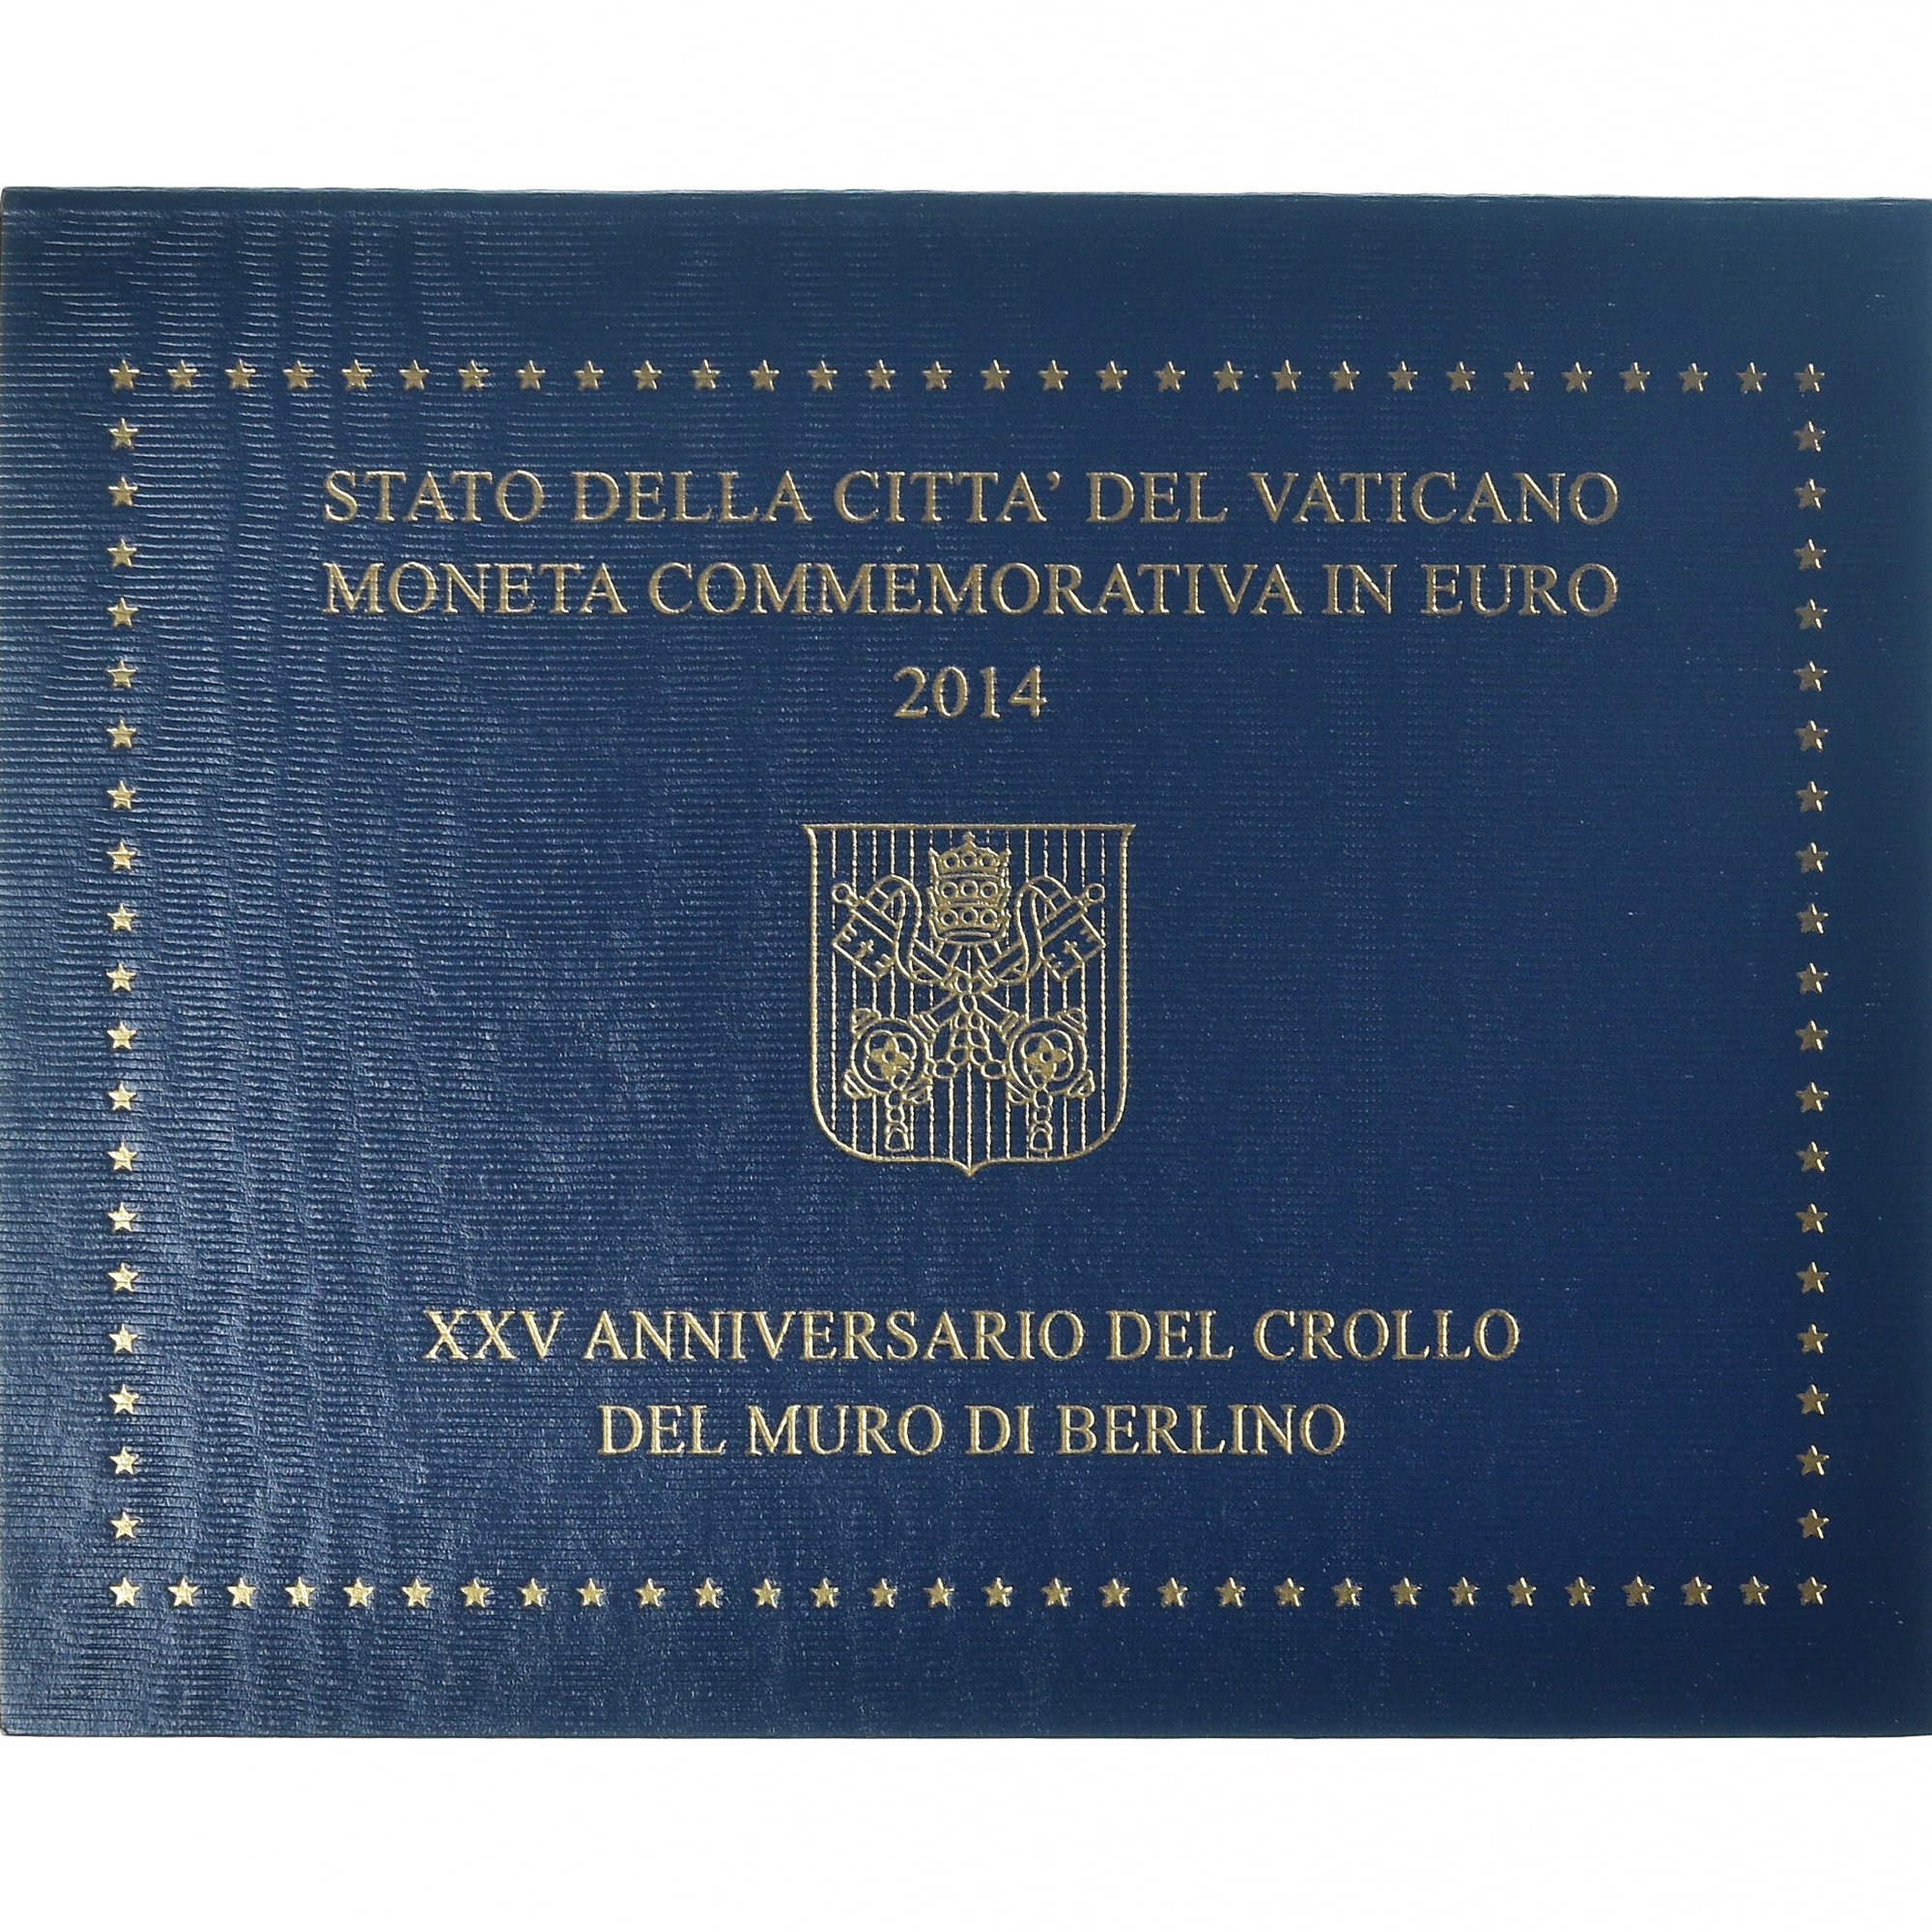 STATO DELLA CITTA' DEL VATICANO
MONETA COMMEMORATIVA IN EURO
2014
XXV ANNIVERSARIO DEL CROLLO
DEL MURO DI BERLINO